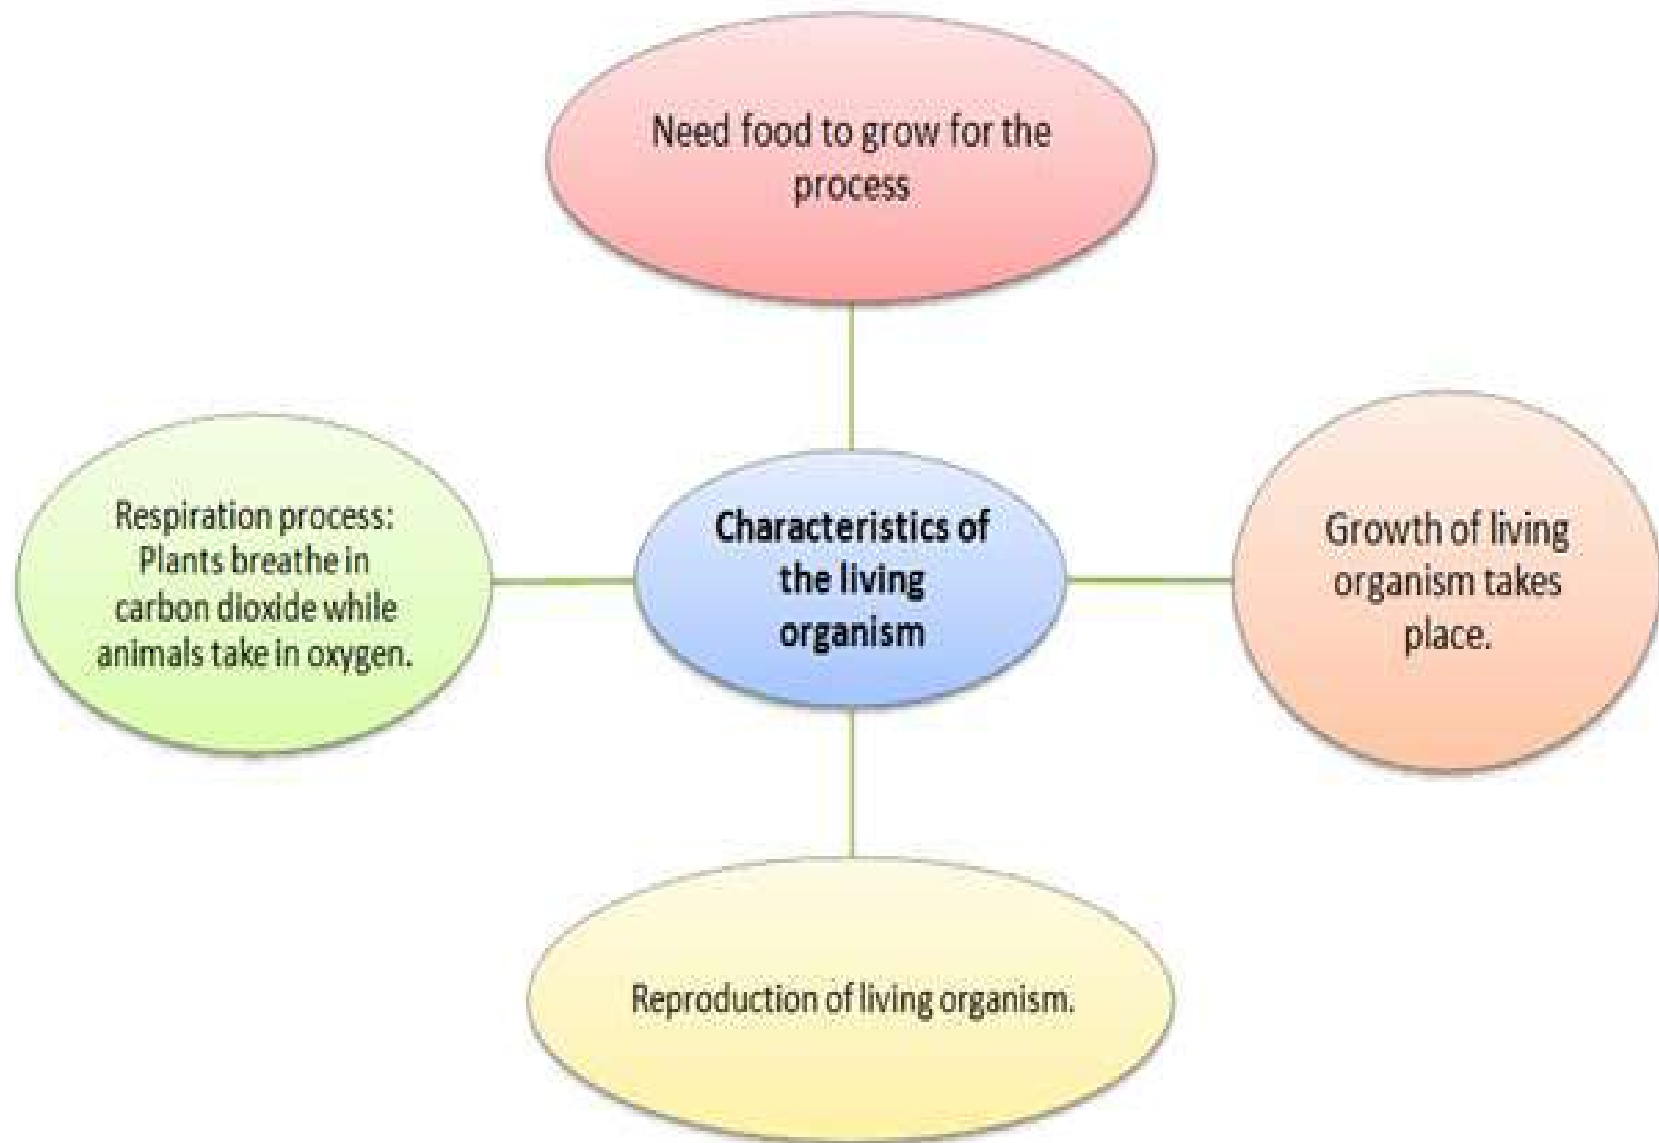 Need food to grow for the
process
Respiration process:
Plants breathe in
carbon dioxide while
animals take in oxygen.
Characteristics of
the living
organism
Growth of living
organism takes
place.
Reproduction of living organism.